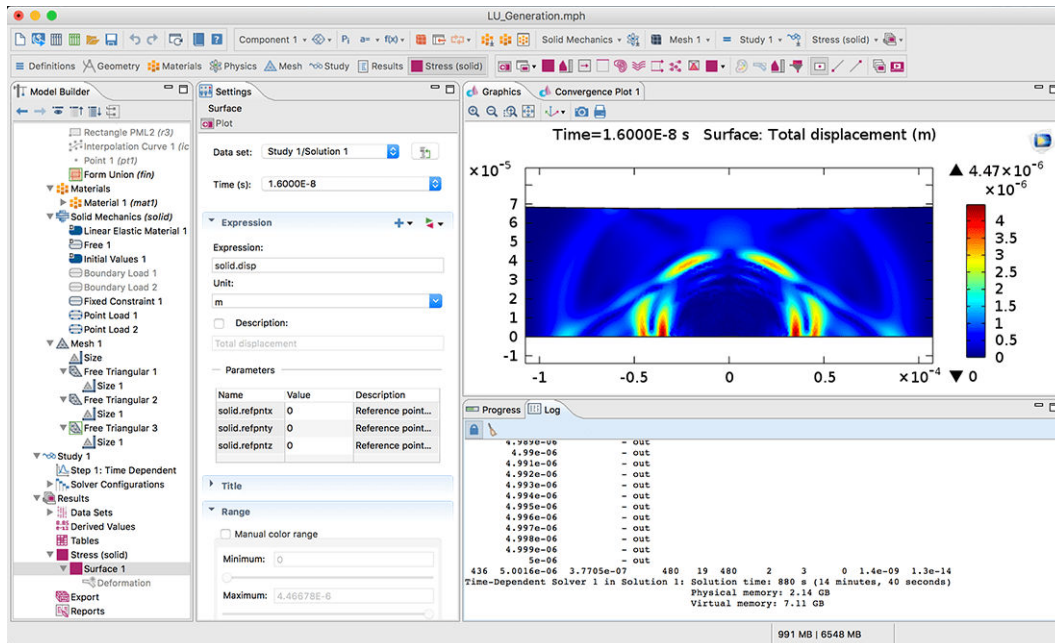 LU_Generation.mph
Component 1
Pi
a=
f(x)
Solid Mechanics
Mesh 1
Study 1
Stress (solid)
Definitions
Geometry
Materials
Physics
Mesh
Study
Results
Stress (solid)
Model Builder
Rectangle PML2 (r3)
Interpolation Curve 1 (ic
Point 1 (pt1)
Form Union (fin)
Materials
Material 1 (mat1)
Solid Mechanics (solid)
Linear Elastic Material 1
Free 1
Initial Values 1
Boundary Load 1
Boundary Load 2
Fixed Constraint 1
Point Load 1
Point Load 2
Mesh 1
Size
Free Triangular 1
Size 1
Free Triangular 2
Size 1
Free Triangular 3
Size 1
Study 1
Step 1: Time Dependent
Solver Configurations
Results
Data Sets
Derived Values
Tables
Stress (solid)
Surface 1
Deformation
Export
Reports
Settings
Surface
Plot
Data set: Study 1/Solution 1
Time (s): 1.6000E-8
Expression
Expression:
solid.disp
Unit:
m
Description:
Total displacement
Parameters
Name Value Description
solid.refpntx 0 Reference point...
solid.refpnty 0 Reference point...
solid.refpntz 0 Reference point...
Title
Range
Manual color range
Minimum: 0
Maximum: 4.46678E-6
Graphics
Convergence Plot 1
Time=1.6000E-8 s Surface: Total displacement (m)
×10⁻⁵
7
6
5
4
3
2
1
0
-1
-1 -0.5 0 0.5 ×10⁻⁴
▲ 4.47×10⁻⁶
×10⁻⁶
4
3.5
3
2.5
2
1.5
1
0.5
0
▼ 0
Progress
Log
4.989e-06 - out
4.99e-06 - out
4.991e-06 - out
4.992e-06 - out
4.993e-06 - out
4.994e-06 - out
4.995e-06 - out
4.996e-06 - out
4.997e-06 - out
4.998e-06 - out
4.999e-06 - out
5e-06 - out
436 5.0016e-06 3.7705e-07 480 19 480 2 3 0 1.4e-09 1.3e-14
Time-Dependent Solver 1 in Solution 1: Solution time: 880 s (14 minutes, 40 seconds)
Physical memory: 2.14 GB
Virtual memory: 7.11 GB
991 MB | 6548 MB